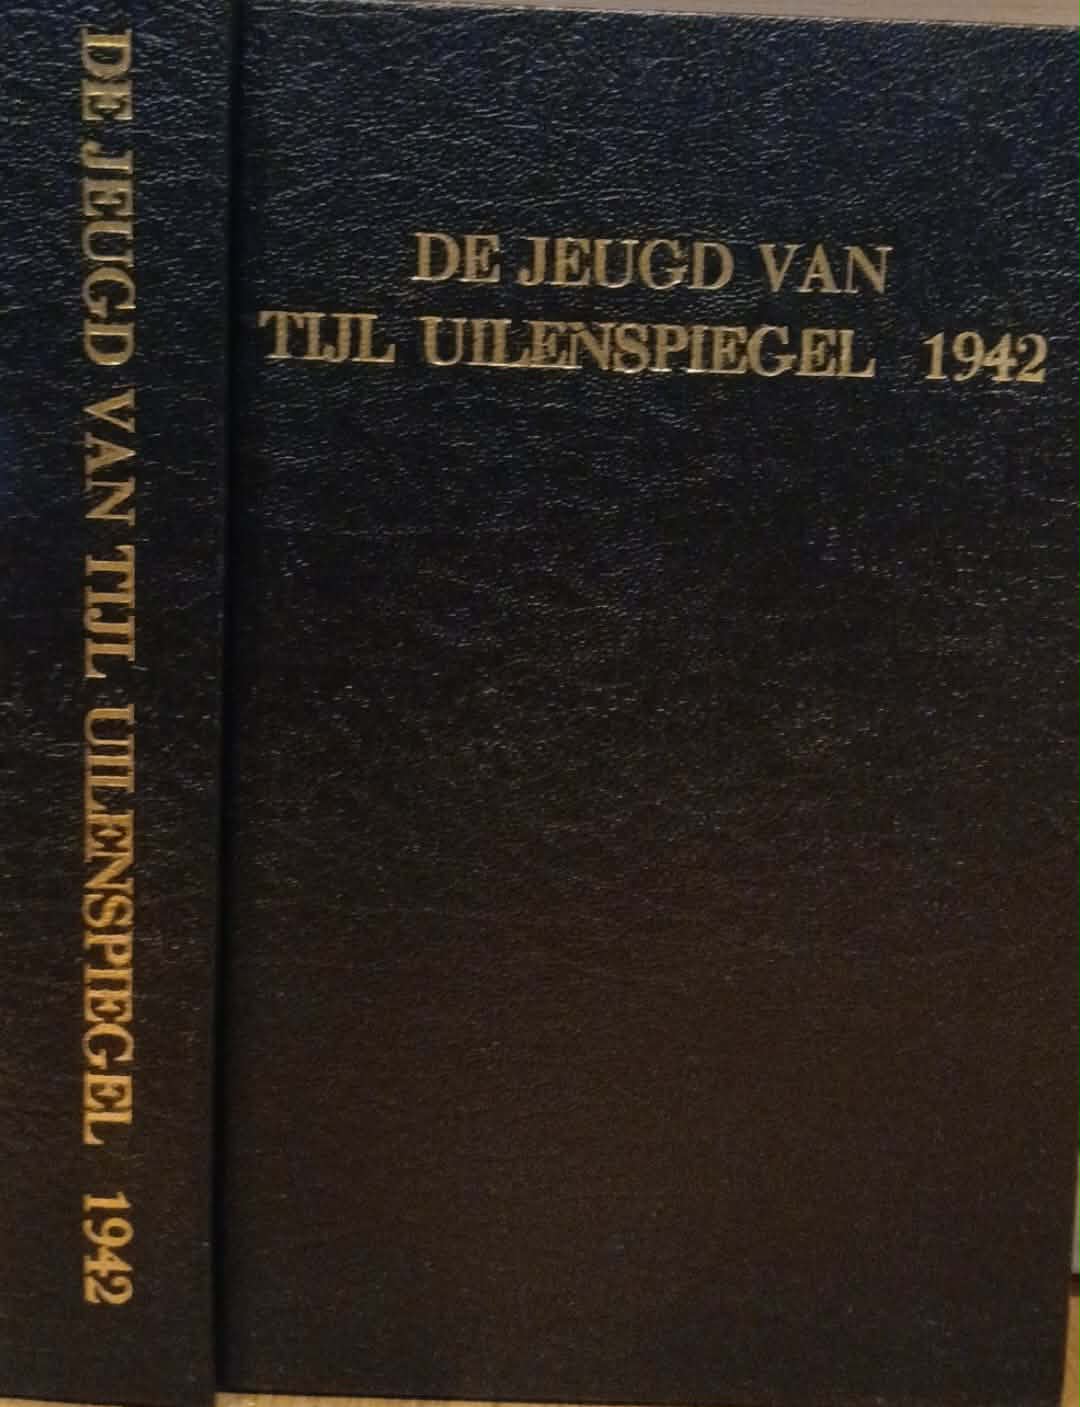 DE JEUGD VAN TIJL UILENSPIEGEL 1942
DE JEUGD VAN
TIJL UILENSPIEGEL 1942